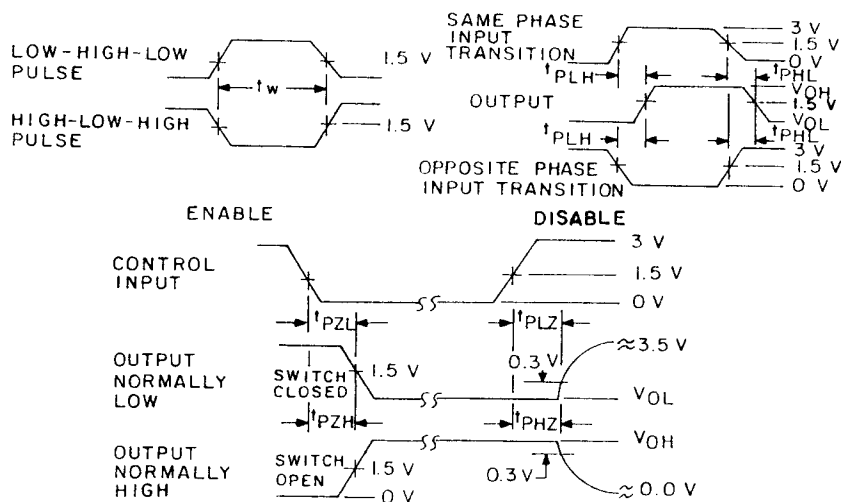 LOW-HIGH-LOW
PULSE
tw
1.5 V
HIGH-LOW-HIGH
PULSE
1.5 V
SAME PHASE
INPUT
TRANSITION
3 V
1.5 V
0 V
tPLH
tPHL
OUTPUT
VOH
1.5 V
VOL
tPLH
tPHL
3 V
1.5 V
0 V
OPPOSITE PHASE
INPUT TRANSITION
ENABLE
DISABLE
CONTROL
INPUT
3 V
1.5 V
0 V
tPZL
tPLZ
OUTPUT
NORMALLY
LOW
SWITCH
CLOSED
1.5 V
0.3 V
≈3.5 V
VOL
tPZH
tPHZ
OUTPUT
NORMALLY
HIGH
SWITCH
OPEN
1.5 V
0 V
VOH
0.3 V
≈0.0 V